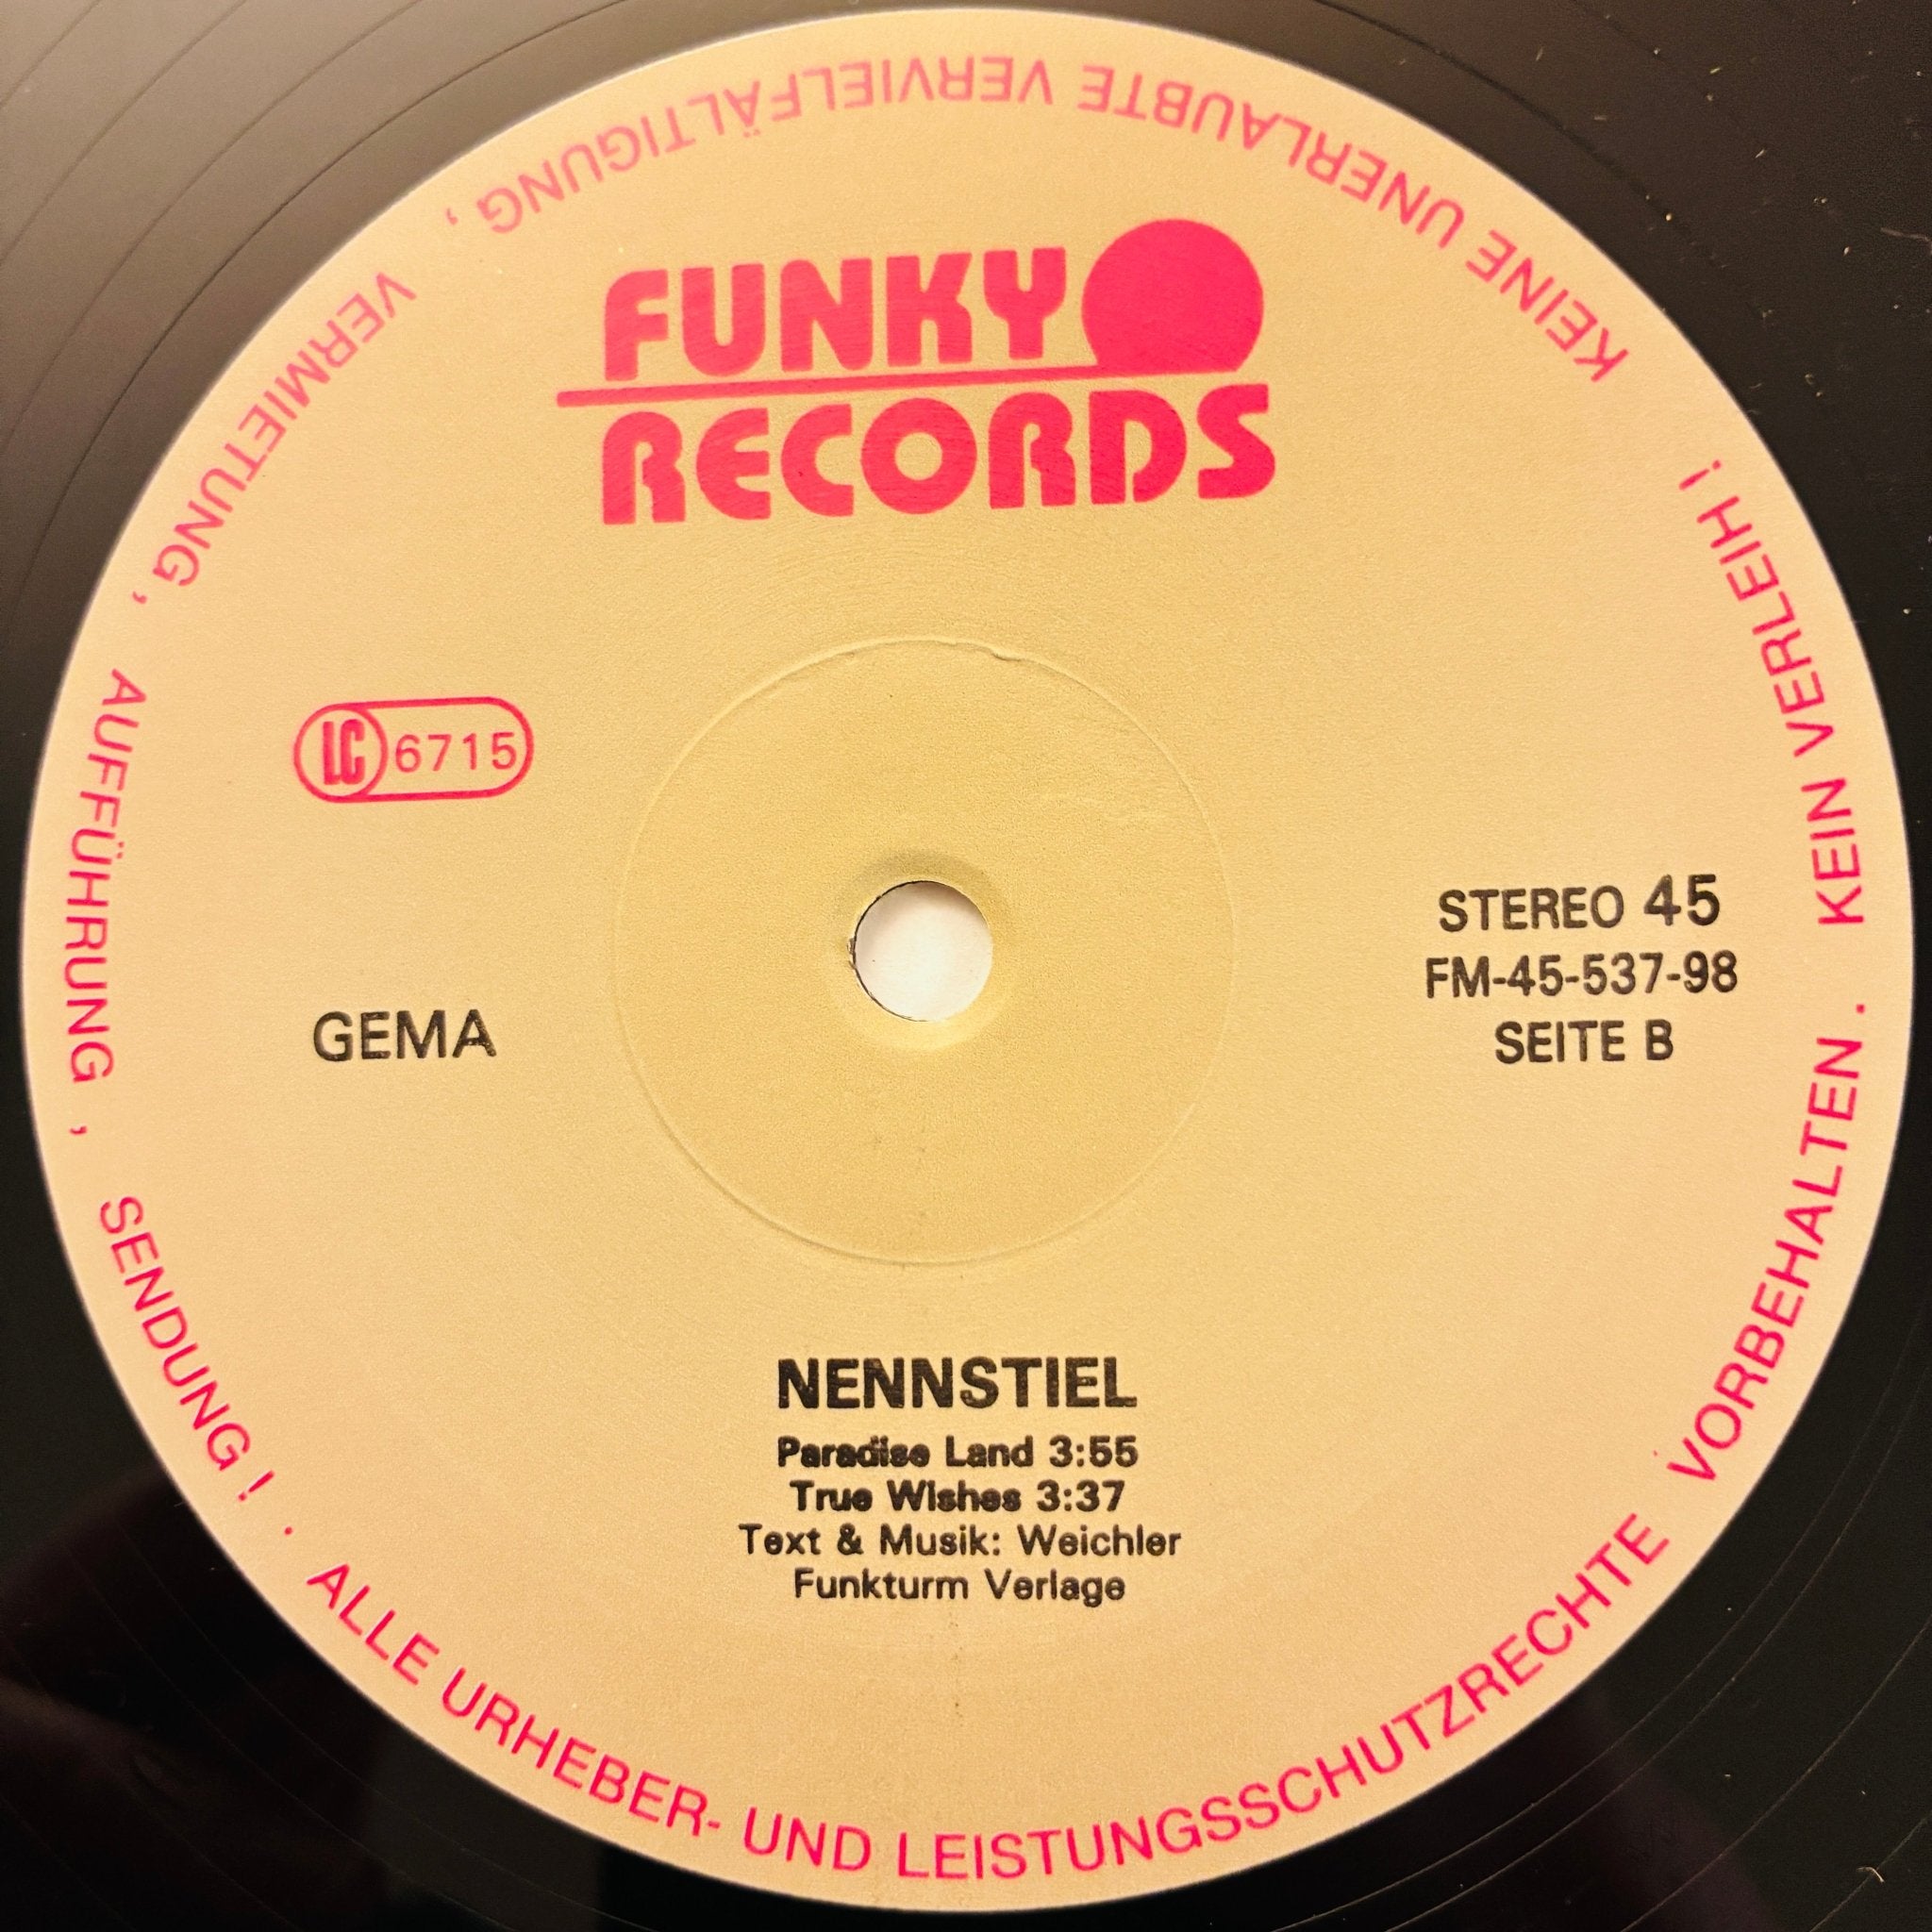 FUNKY
RECORDS
LC 6715
GEMA
STEREO 45
FM-45-537-98
SEITE B
NENNSTIEL
Paradise Land 3:55
True Wishes 3:37
Text & Musik: Weichler
Funkturm Verlage
ALLE URHEBER- UND LEISTUNGSSCHUTZRECHTE VORBEHALTEN . KEIN VERLEIH ! KEINE UNERLAUBTE VERVIELFÄLTIGUNG , VERMIETUNG , AUFFÜHRUNG , SENDUNG ! .